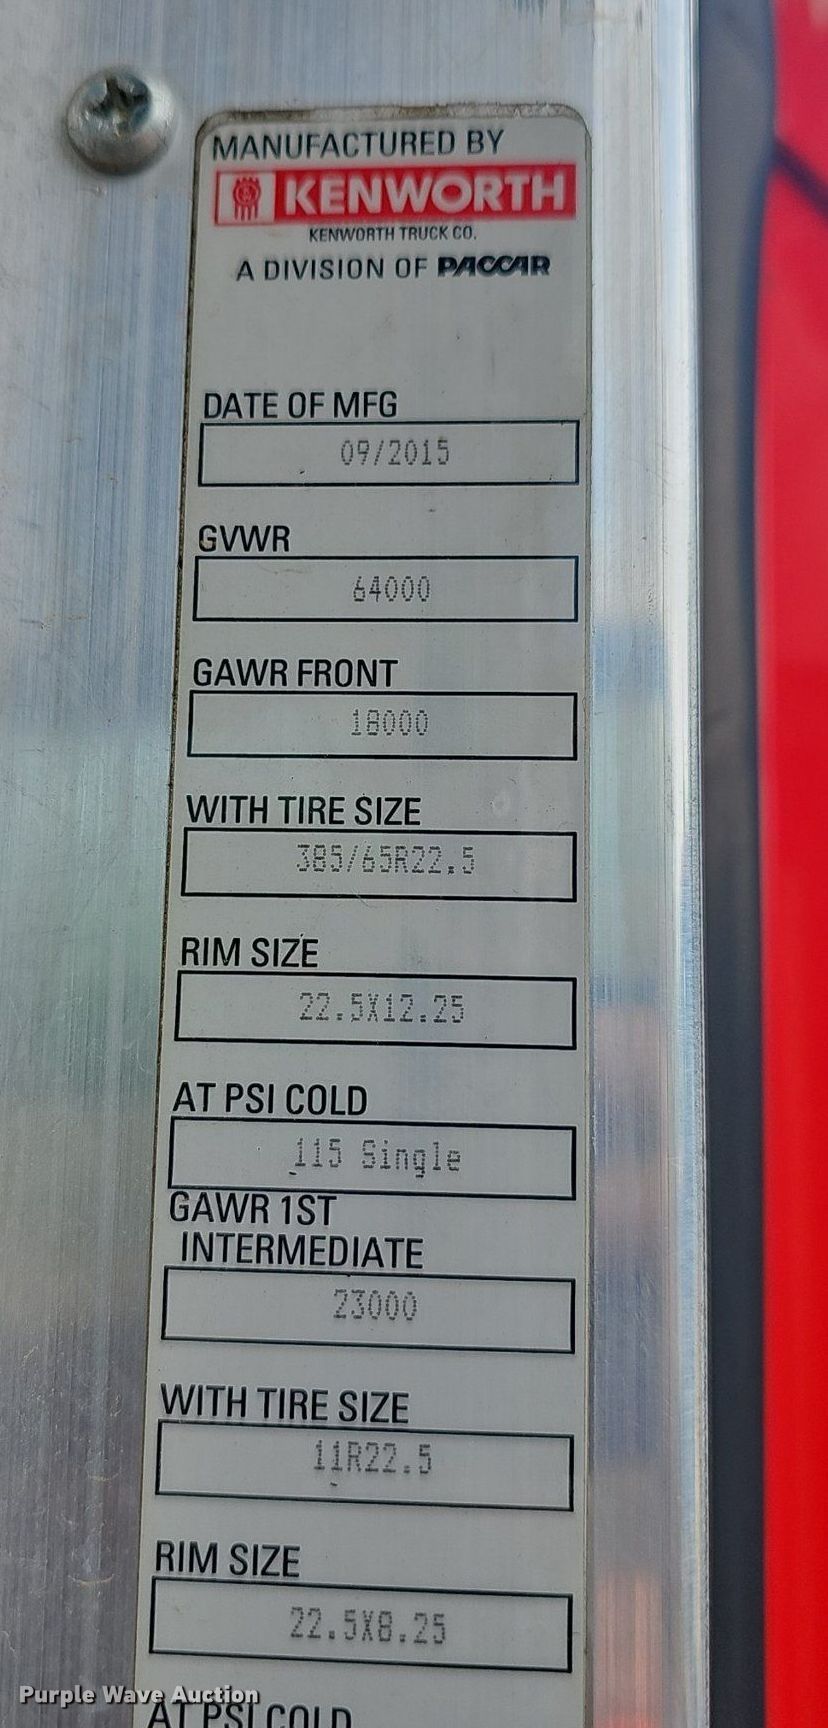 MANUFACTURED BY
KENWORTH
KENWORTH TRUCK CO.
A DIVISION OF PACCAR
DATE OF MFG
09/2015
GVWR
64000
GAWR FRONT
18000
WITH TIRE SIZE
385/65R22.5
RIM SIZE
22.5X12.25
AT PSI COLD
115 Single
GAWR 1ST
INTERMEDIATE
23000
WITH TIRE SIZE
11R22.5
RIM SIZE
22.5X8.25
AT PSI COLD
Purple Wave Auction